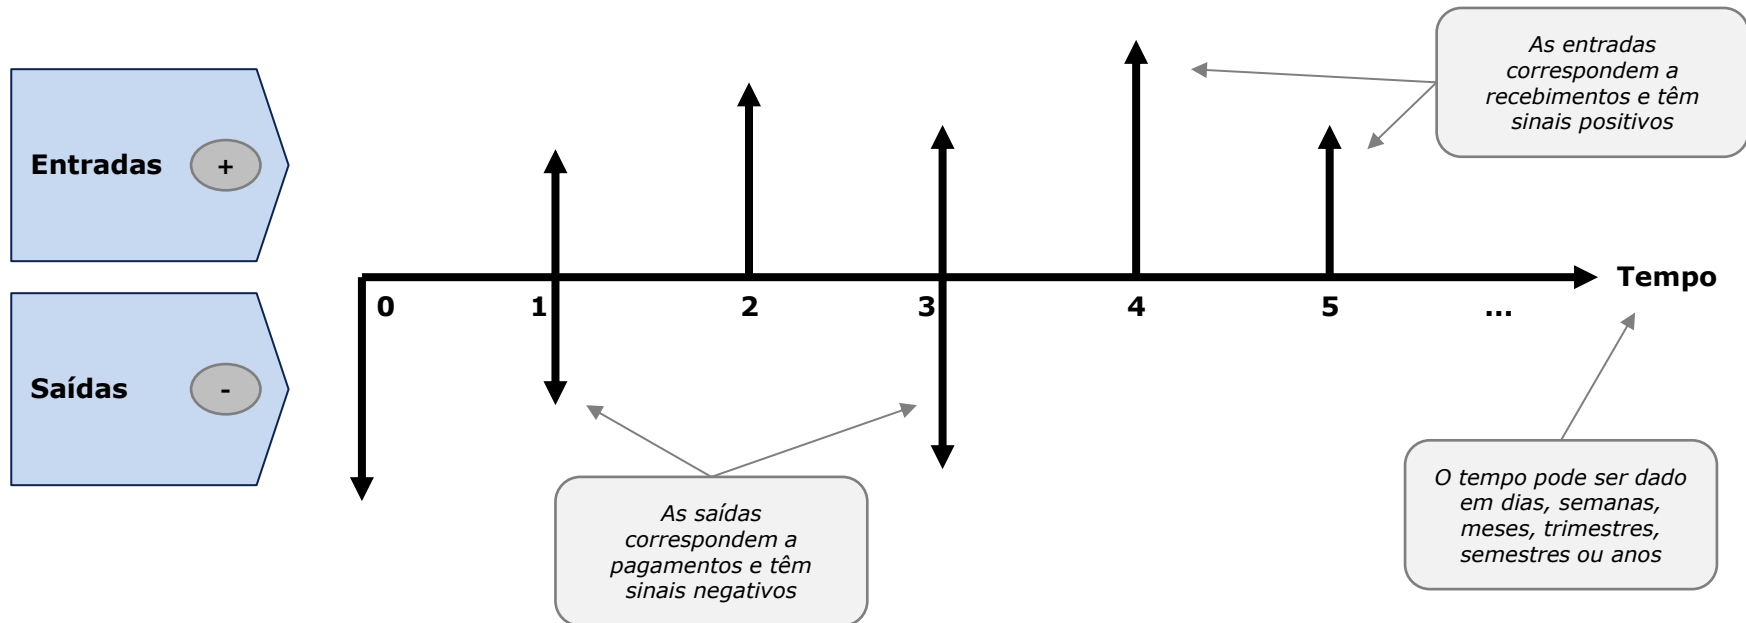 As entradas
correspondem a
recebimentos e têm
sinais positivos
Entradas +
Tempo
0 1 2 3 4 5 ...
Saídas -
As saídas
correspondem a
pagamentos e têm
sinais negativos
O tempo pode ser dado
em dias, semanas,
meses, trimestres,
semestres ou anos